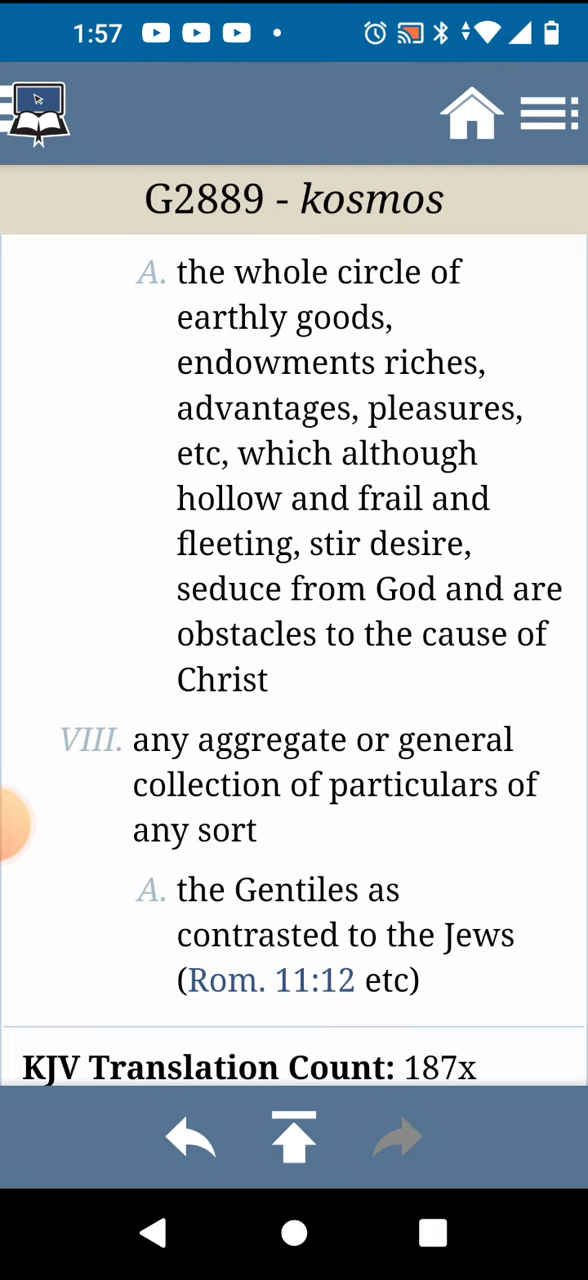 1:57
G2889 - kosmos
A. the whole circle of
earthly goods,
endowments riches,
advantages, pleasures,
etc, which although
hollow and frail and
fleeting, stir desire,
seduce from God and are
obstacles to the cause of
Christ
VIII. any aggregate or general
collection of particulars of
any sort
A. the Gentiles as
contrasted to the Jews
(Rom. 11:12 etc)
KJV Translation Count: 187x